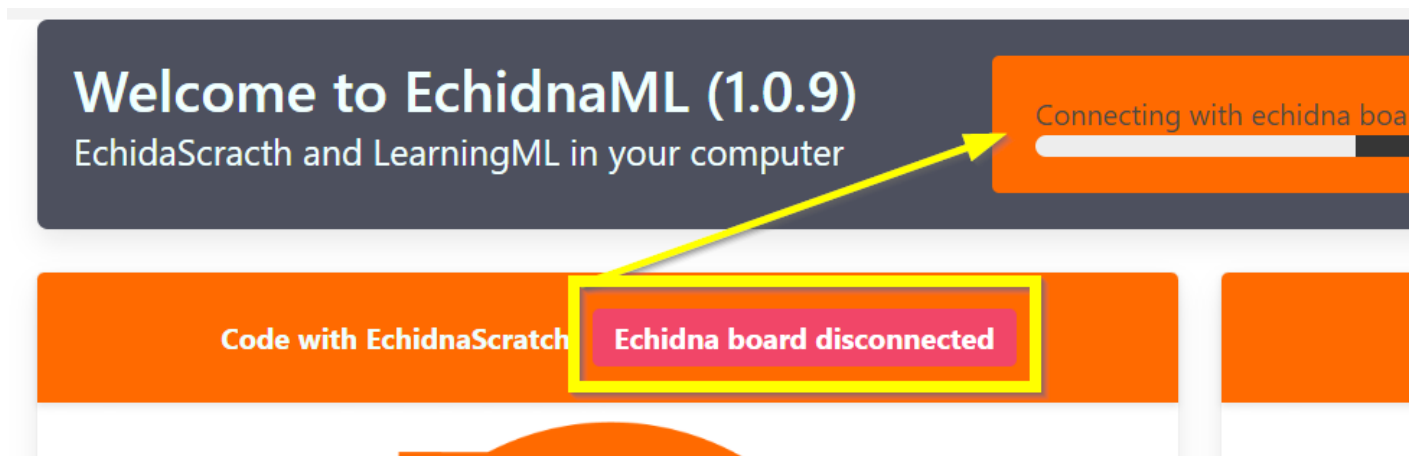 Welcome to EchidnaML (1.0.9)
EchidaScracth and LearningML in your computer
Connecting with echidna
Code with EchidnaScratch
Echidna board disconnected